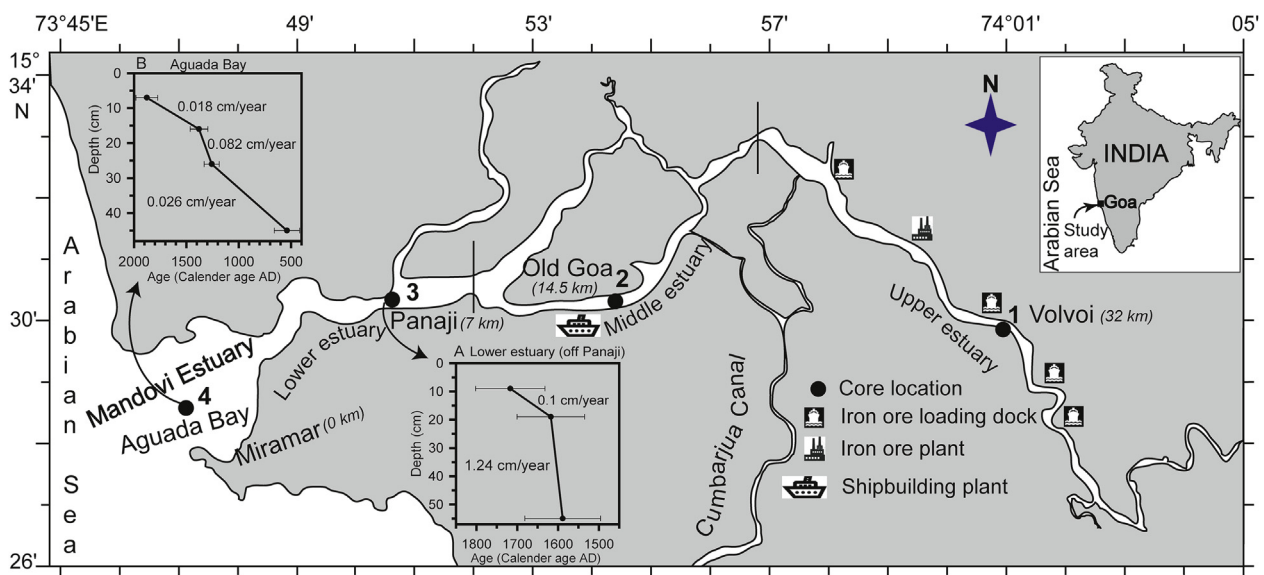 73°45'E
49'
53'
57'
74°01'
05'
15°
34'
N
30'
26'
B Aguada Bay
0
10
20
30
40
Depth (cm)
0.018 cm/year
0.082 cm/year
0.026 cm/year
2000 1500 1000 500
Age (Calender age AD)
N
INDIA
Goa
Study
area
Arabian Sea
Arabian Sea
Old Goa
(14.5 km)
2
3
Panaji (7 km)
Middle estuary
Lower estuary
Upper estuary
1 Volvoi (32 km)
Mandovi Estuary
4
Aguada Bay
Miramar (0 km)
Cumbarjua Canal
A Lower estuary (off Panaji)
0
10
20
30
40
50
Depth (cm)
0.1 cm/year
1.24 cm/year
1800 1700 1600 1500
Age (Calender age AD)
Core location
Iron ore loading dock
Iron ore plant
Shipbuilding plant